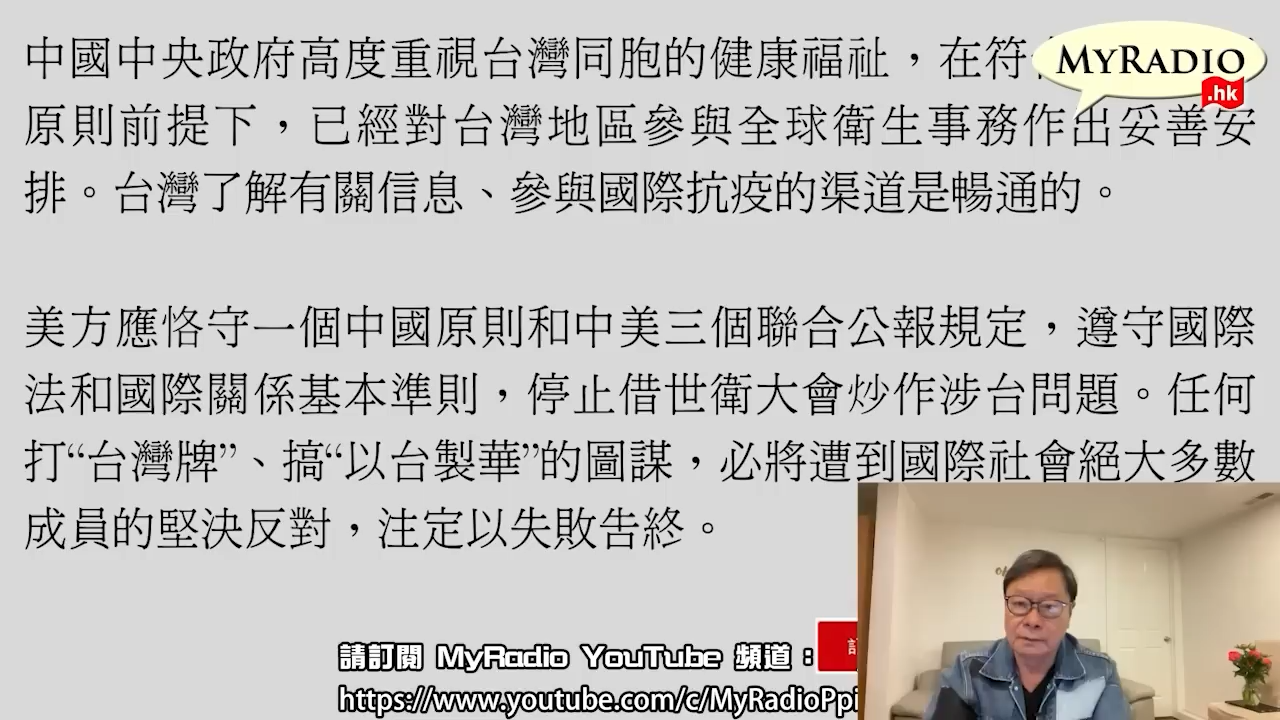 中國中央政府高度重視台灣同胞的健康福祉，在符
原則前提下，已經對台灣地區參與全球衛生事務作出妥善安
排。台灣了解有關信息、參與國際抗疫的渠道是暢通的。
美方應恪守一個中國原則和中美三個聯合公報規定，遵守國際
法和國際關係基本準則，停止借世衛大會炒作涉台問題。任何
打“台灣牌”、搞“以台製華”的圖謀，必將遭到國際社會絕大多數
成員的堅決反對，注定以失敗告終。
MYRADIO
.hk
請訂閱 MyRadio YouTube 頻道：
https://www.youtube.com/c/MyRadioPpi